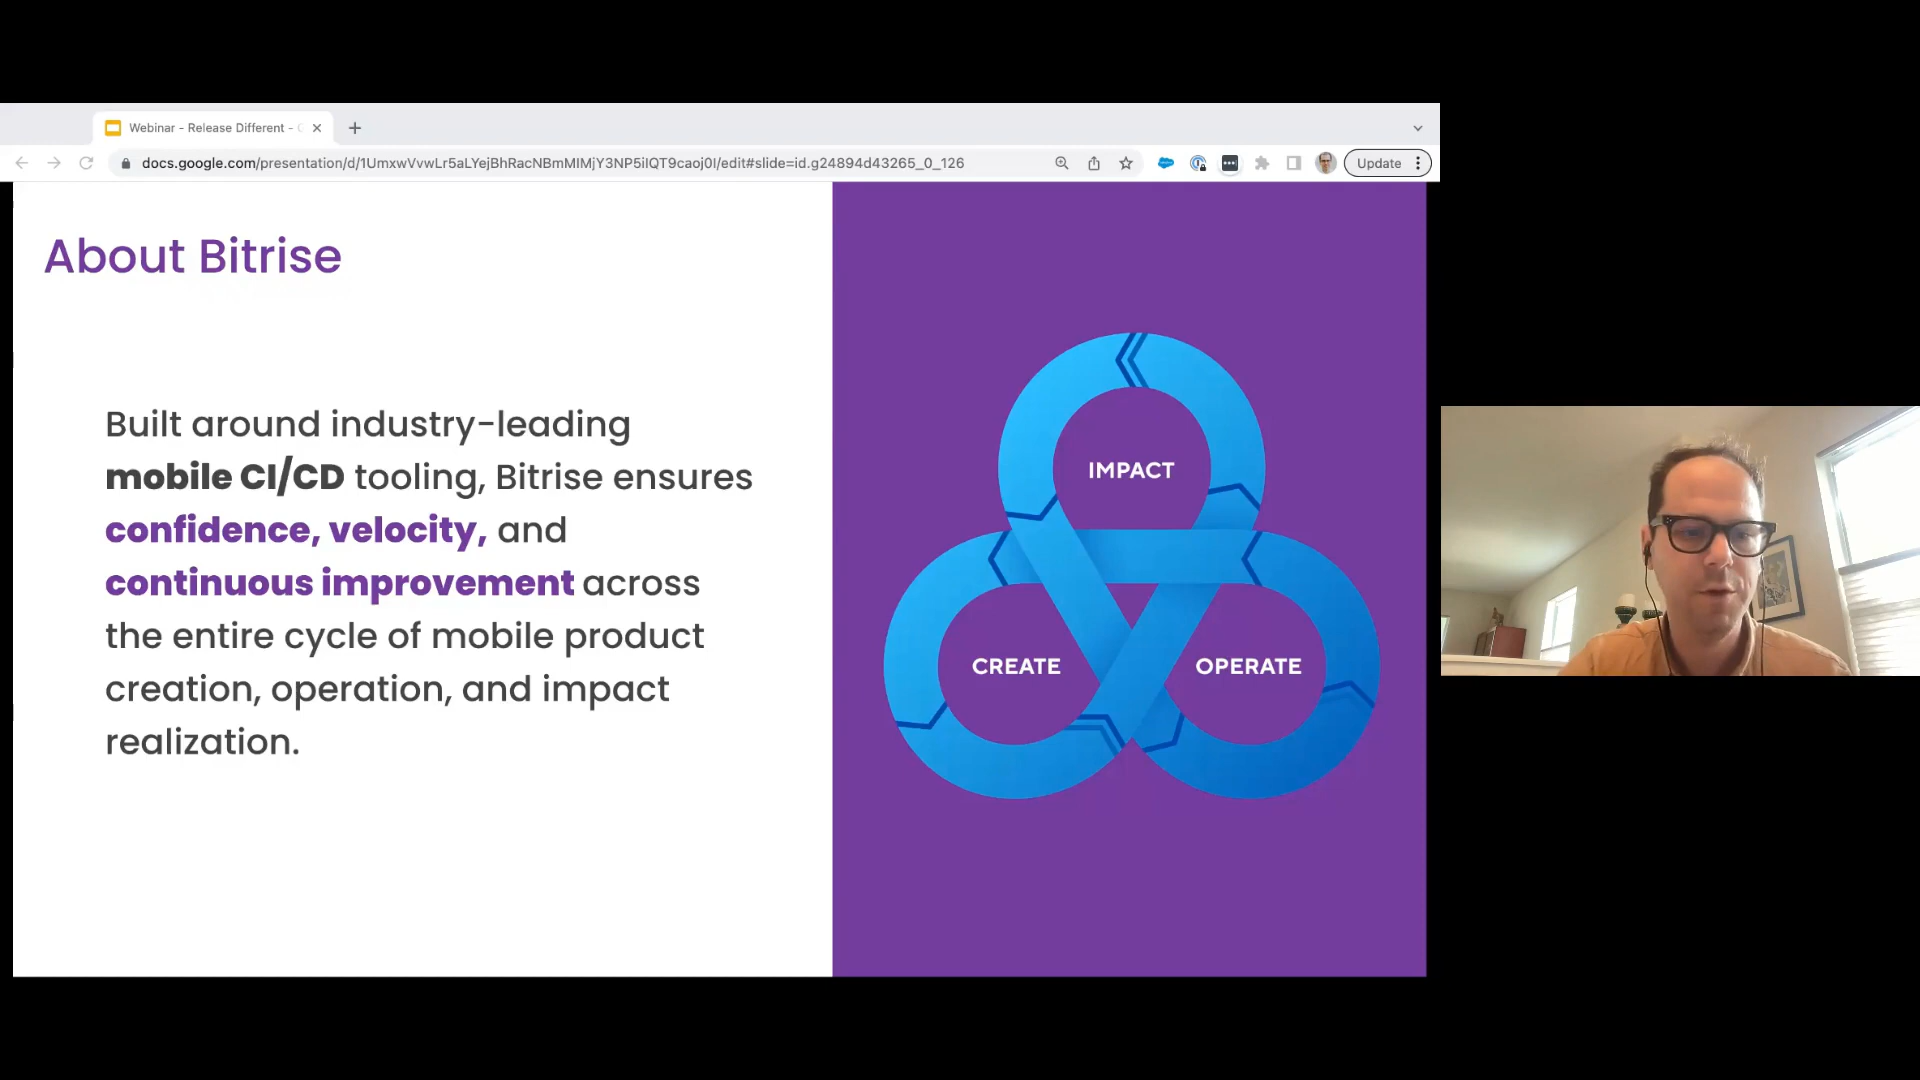 Webinar - Release Different -
docs.google.com/presentation/d/1UmxwVvwLr5aLYejBhRacNBmMIMjY3NP5iIQT9caoj0I/edit#slide=id.g24894d43265_0_126
Update
About Bitrise
Built around industry-leading
mobile CI/CD tooling, Bitrise ensures
confidence, velocity, and
continuous improvement across
the entire cycle of mobile product
creation, operation, and impact
realization.
IMPACT
CREATE
OPERATE